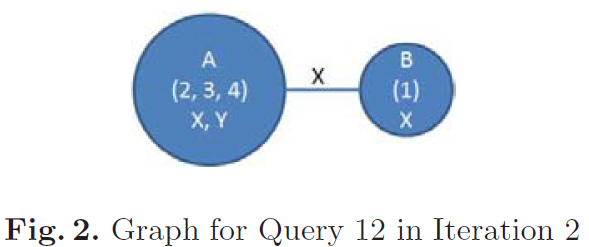 A
(2, 3, 4)
X, Y
X
B
(1)
X
Fig. 2. Graph for Query 12 in Iteration 2